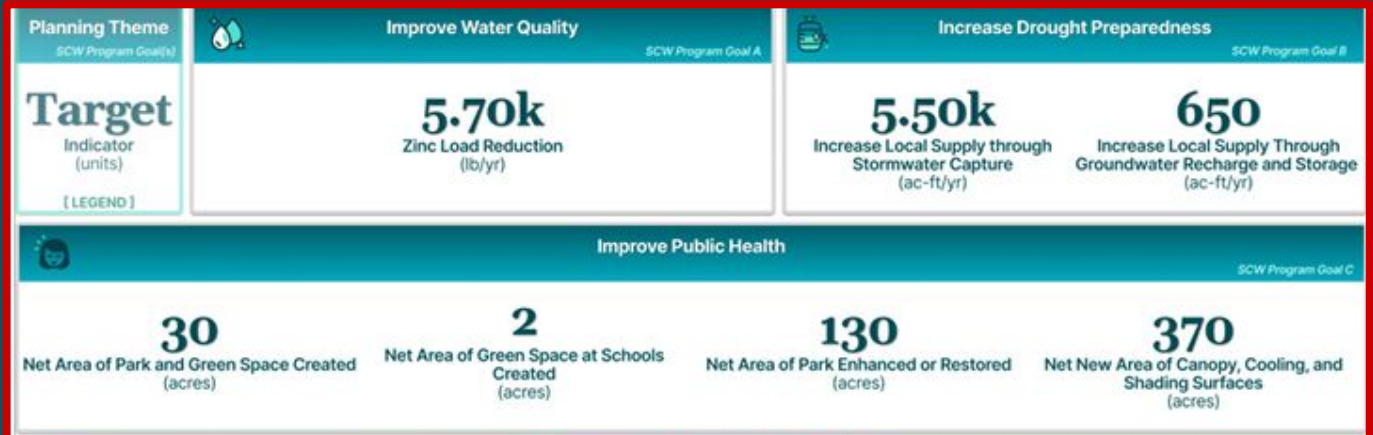 Planning Theme
SCW Program Goal(s)
Target
Indicator
(units)
[ LEGEND ]
Improve Water Quality
SCW Program Goal A
5.70k
Zinc Load Reduction
(lb/yr)
Increase Drought Preparedness
SCW Program Goal B
5.50k
Increase Local Supply through
Stormwater Capture
(ac-ft/yr)
650
Increase Local Supply Through
Groundwater Recharge and Storage
(ac-ft/yr)
Improve Public Health
SCW Program Goal C
30
Net Area of Park and Green Space Created
(acres)
2
Net Area of Green Space at Schools
Created
(acres)
130
Net Area of Park Enhanced or Restored
(acres)
370
Net New Area of Canopy, Cooling, and
Shading Surfaces
(acres)